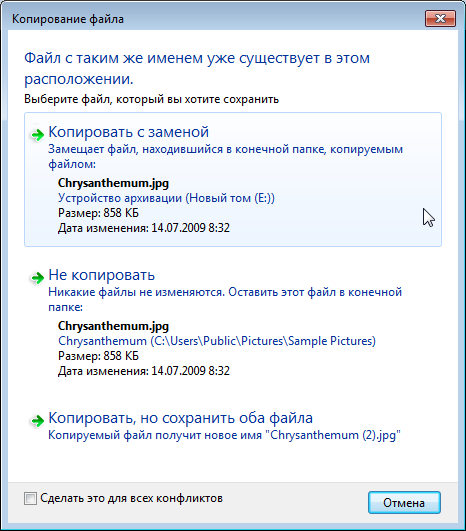 Копирование файла
Файл с таким же именем уже существует в этом
расположении.
Выберите файл, который вы хотите сохранить
Копировать с заменой
Замещает файл, находившийся в конечной папке, копируемым
файлом:
Chrysanthemum.jpg
Устройство архивации (Новый том (E:))
Размер: 858 КБ
Дата изменения: 14.07.2009 8:32
Не копировать
Никакие файлы не изменяются. Оставить этот файл в конечной
папке:
Chrysanthemum.jpg
Chrysanthemum (C:\Users\Public\Pictures\Sample Pictures)
Размер: 858 КБ
Дата изменения: 14.07.2009 8:32
Копировать, но сохранить оба файла
Копируемый файл получит новое имя "Chrysanthemum (2).jpg"
Сделать это для всех конфликтов
Отмена